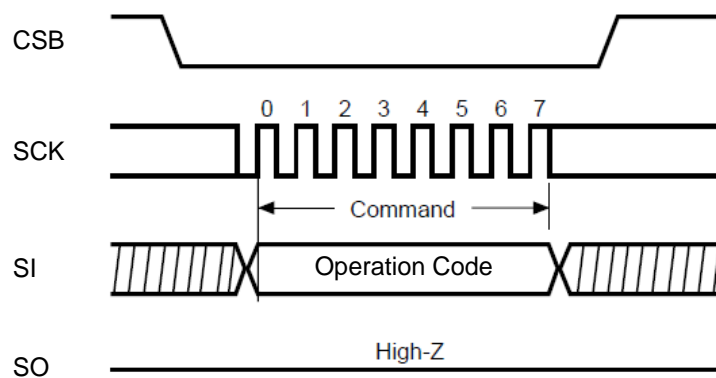 CSB
0 1 2 3 4 5 6 7
SCK
Command
SI
Operation Code
High-Z
SO